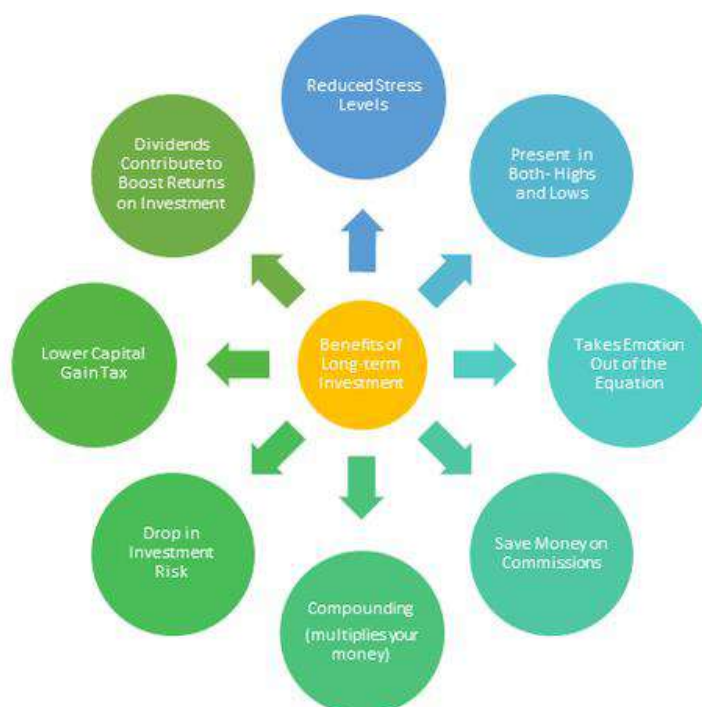 Reduced Stress
Levels
Present in
Both- Highs
and Lows
Takes Emotion
Out of the
Equation
Save Money on
Commissions
Compounding
(multiplies your
money)
Drop in
Investment
Risk
Lower Capital
Gain Tax
Dividends
Contribute to
Boost Returns
on Investment
Benefits of
Long-term
Investment